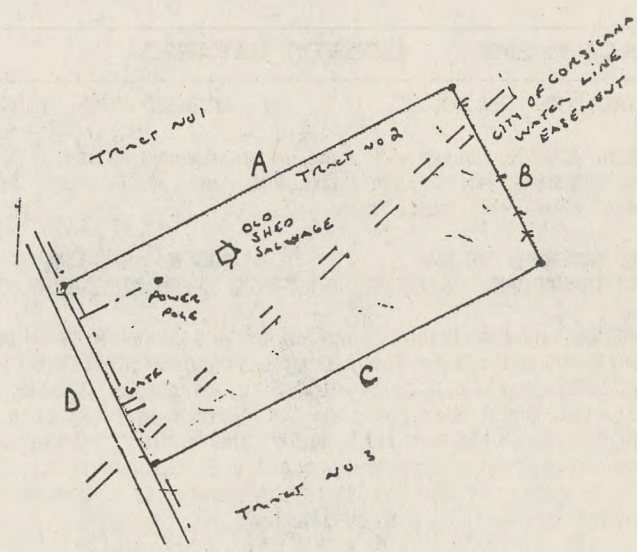 CITY OF CORSICANA
WATER LINE
EASEMENT
TRACT NO 1
A
TRACT NO 2
B
OLD
SHED
SALVAGE
POWER
POLE
GATE
C
D
TRACT NO 3